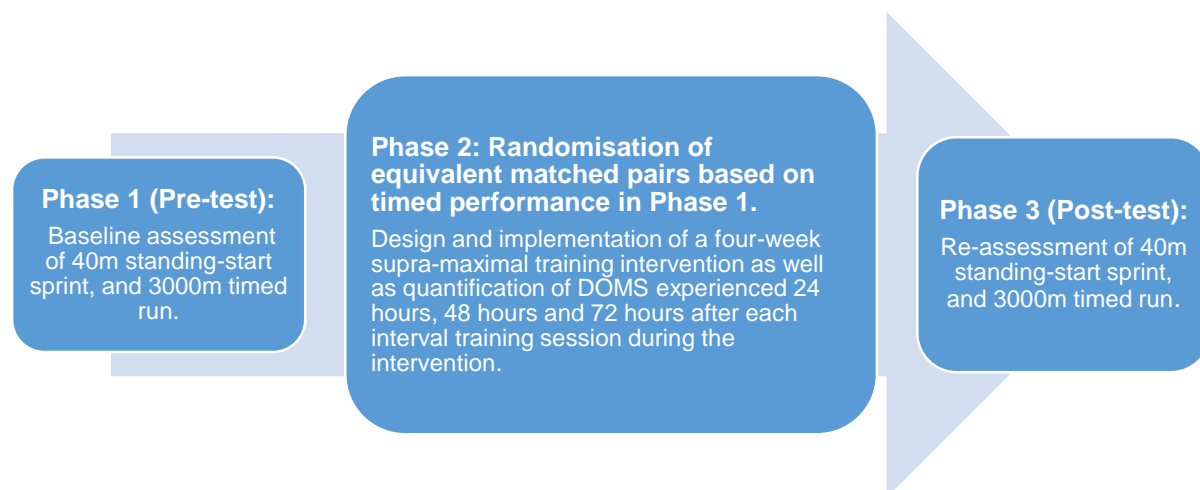 Phase 1 (Pre-test):
Baseline assessment
of 40m standing-start
sprint, and 3000m timed
run.
Phase 2: Randomisation of
equivalent matched pairs based on
timed performance in Phase 1.
Design and implementation of a four-week
supra-maximal training intervention as well
as quantification of DOMS experienced 24
hours, 48 hours and 72 hours after each
interval training session during the
intervention.
Phase 3 (Post-test):
Re-assessment of 40m
standing-start sprint,
and 3000m timed run.